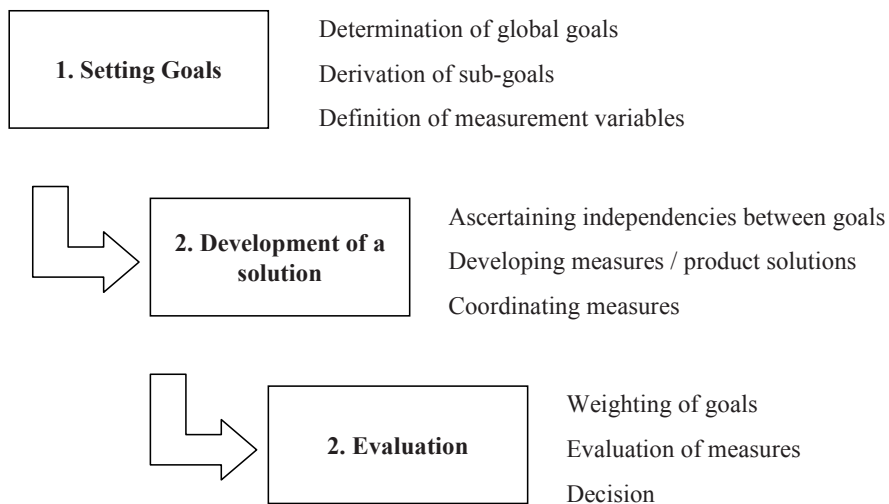 1. Setting Goals
Determination of global goals
Derivation of sub-goals
Definition of measurement variables
2. Development of a
solution
Ascertaining independencies between goals
Developing measures / product solutions
Coordinating measures
2. Evaluation
Weighting of goals
Evaluation of measures
Decision